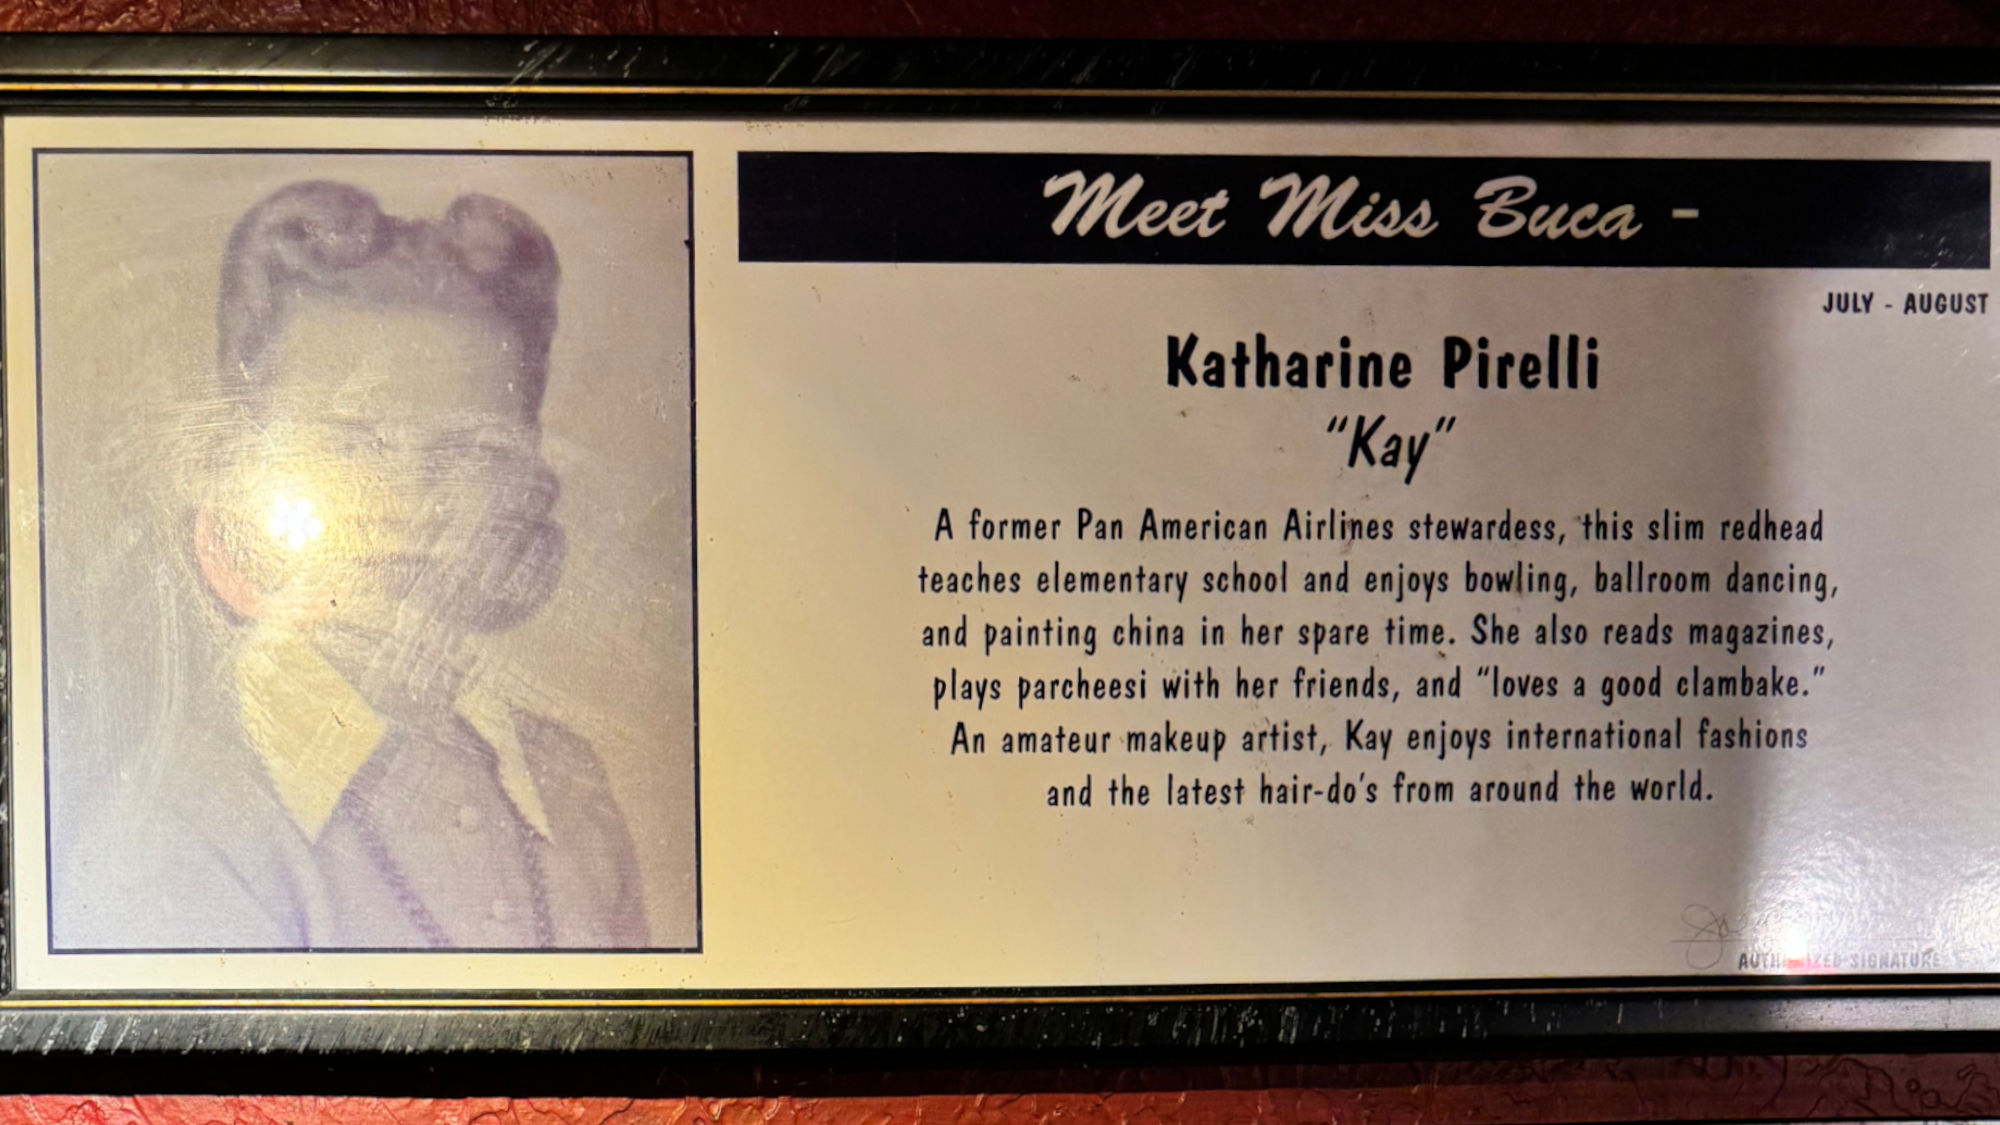 Meet Miss Buca -
JULY - AUGUST
Katharine Pirelli
“Kay”
A former Pan American Airlines stewardess, this slim redhead
teaches elementary school and enjoys bowling, ballroom dancing,
and painting china in her spare time. She also reads magazines,
plays parcheesi with her friends, and “loves a good clambake.”
An amateur makeup artist, Kay enjoys international fashions
and the latest hair-do's from around the world.
AUTHORIZED SIGNATURE